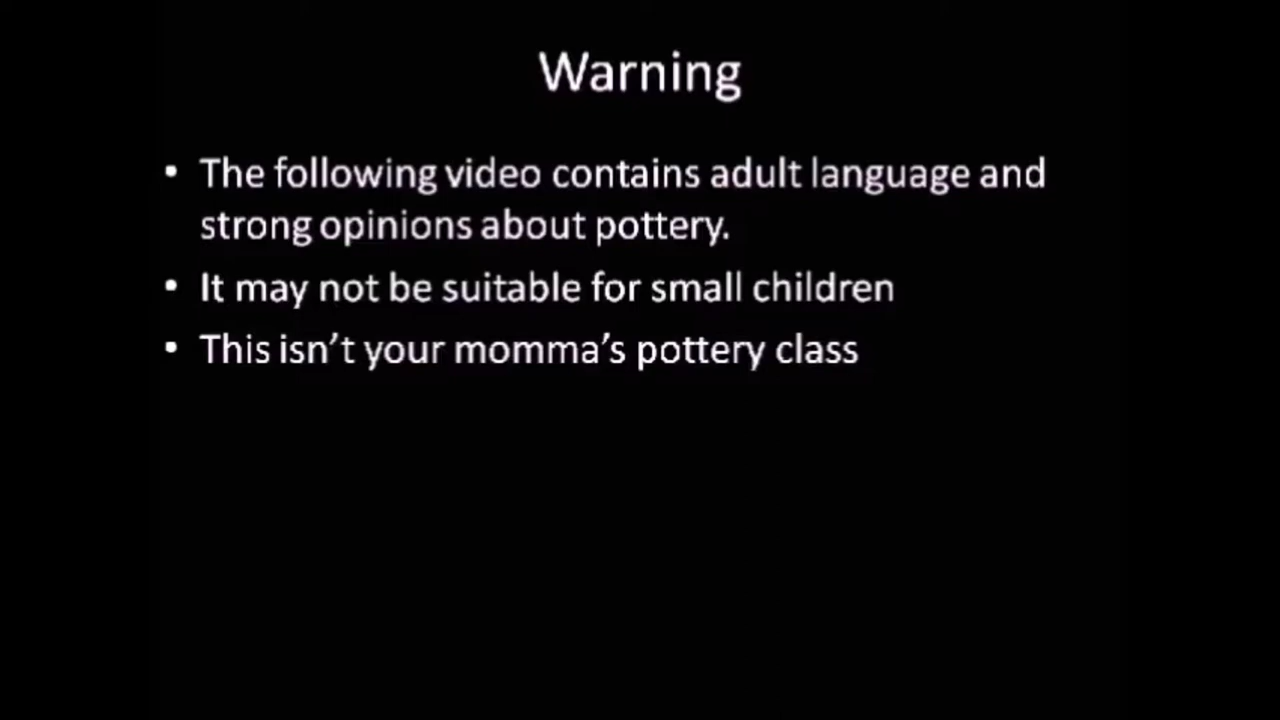 Warning
• The following video contains adult language and
strong opinions about pottery.
• It may not be suitable for small children
• This isn’t your momma’s pottery class